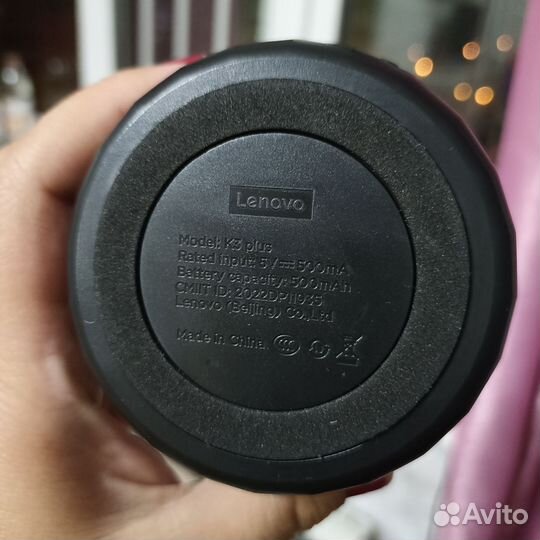 Lenovo
Model: K3 plus
Rated input: 5V⎓500mA
Battery capacity: 500mAh
CMIIT ID: 2022DP11935
Lenovo (Beijing) Co.,Ltd
Made in China.
Avito